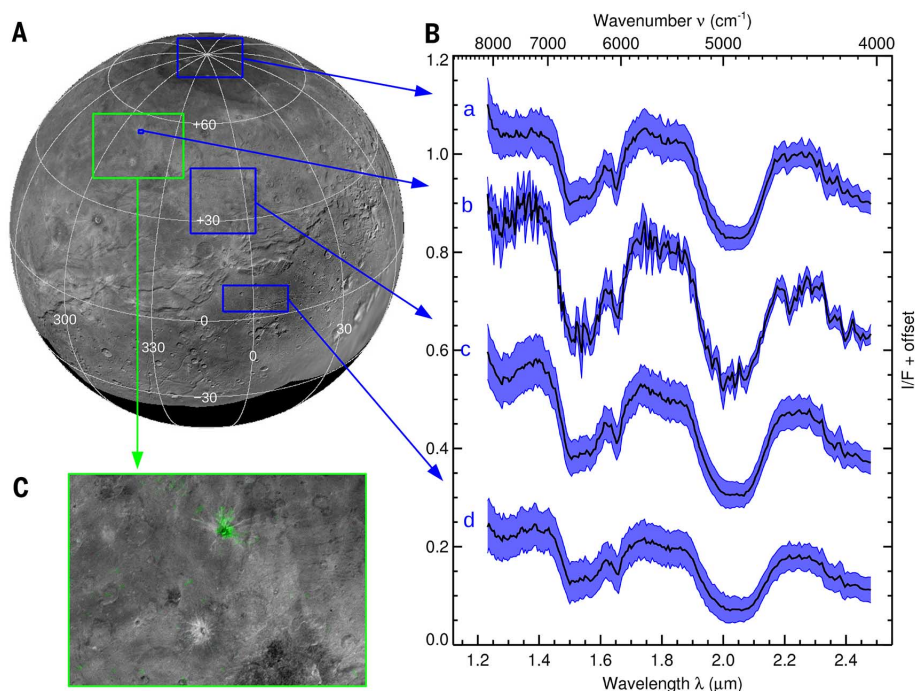 A
+60
+30
300
0
30
330
0
−30
C
B
Wavenumber ν (cm⁻¹)
8000 7000 6000 5000 4000
1.2
a
1.0
b
0.8
0.6
c
0.4
d
0.2
0.0
I/F + offset
1.2 1.4 1.6 1.8 2.0 2.2 2.4
Wavelength λ (μm)